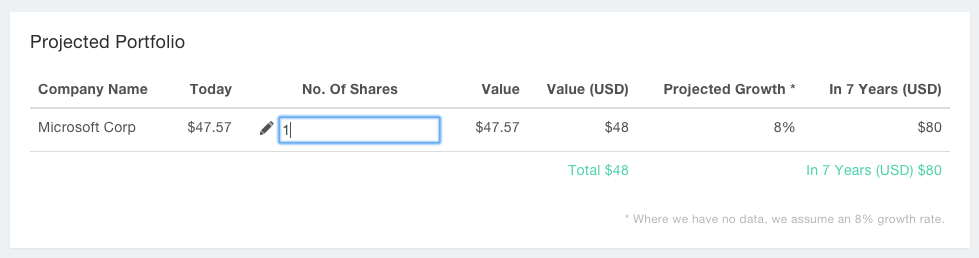 Projected Portfolio
Company Name Today No. Of Shares Value Value (USD) Projected Growth * In 7 Years (USD)
Microsoft Corp $47.57 1 $47.57 $48 8% $80
Total $48 In 7 Years (USD) $80
* Where we have no data, we assume an 8% growth rate.